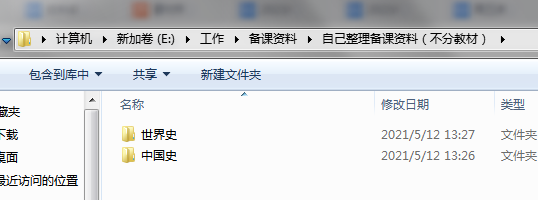 计算机 新加卷 (E:) 工作 备课资料 自己整理备课资料（不分教材）
包含到库中 共享 新建文件夹
名称 修改日期 类型
藏夹
下载
桌面
最近访问的位置
世界史 2021/5/12 13:27 文件夹
中国史 2021/5/12 13:26 文件夹